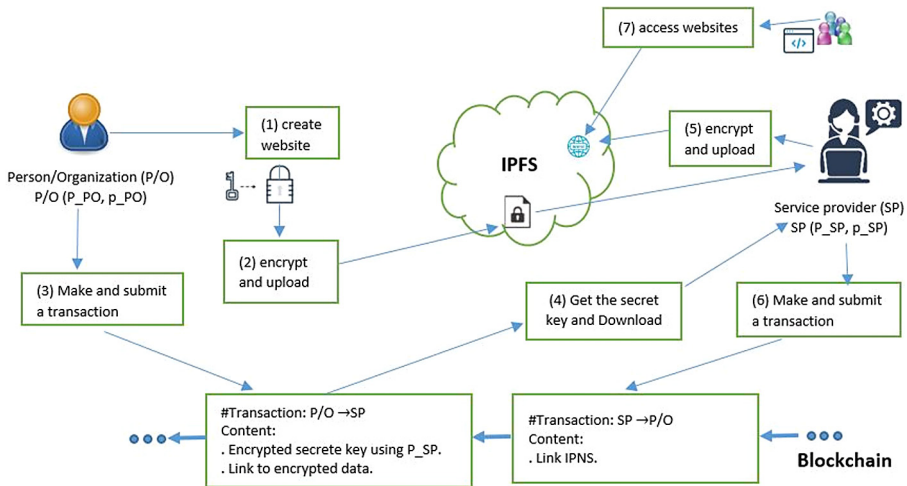 (7) access websites
</>
(1) create
website
(5) encrypt
and upload
IPFS
Person/Organization (P/O)
P/O (P_PO, p_PO)
Service provider (SP)
SP (P_SP, p_SP)
(2) encrypt
and upload
(3) Make and submit
a transaction
(4) Get the secret
key and Download
(6) Make and submit
a transaction
#Transaction: P/O →SP
Content:
. Encrypted secrete key using P_SP.
. Link to encrypted data.
#Transaction: SP →P/O
Content:
. Link IPNS.
Blockchain